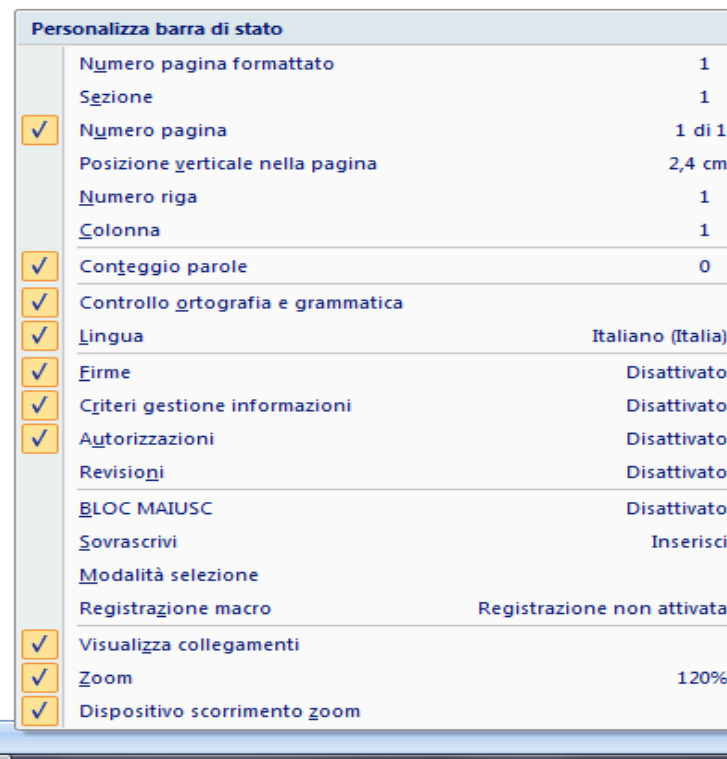 Personalizza barra di stato
Numero pagina formattato 1
Sezione 1
Numero pagina 1 di 1
Posizione verticale nella pagina 2,4 cm
Numero riga 1
Colonna 1
Conteggio parole 0
Controllo ortografia e grammatica
Lingua Italiano (Italia)
Firme Disattivato
Criteri gestione informazioni Disattivato
Autorizzazioni Disattivato
Revisioni Disattivato
BLOC MAIUSC Disattivato
Sovrascrivi Inserisci
Modalità selezione
Registrazione macro Registrazione non attivata
Visualizza collegamenti
Zoom 120%
Dispositivo scorrimento zoom